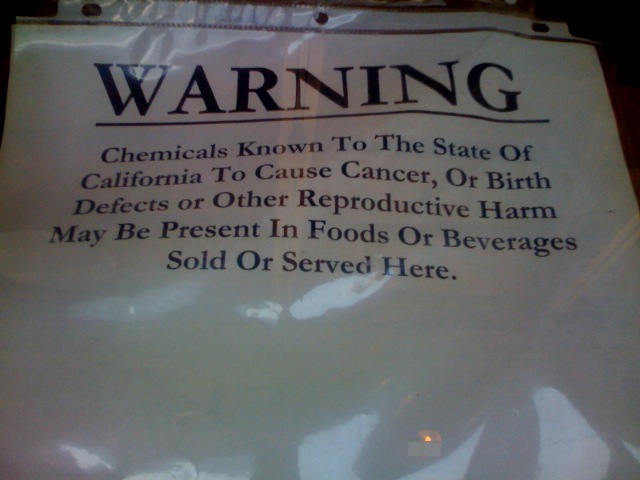 WARNING
Chemicals Known To The State Of
California To Cause Cancer, Or Birth
Defects or Other Reproductive Harm
May Be Present In Foods Or Beverages
Sold Or Served Here.